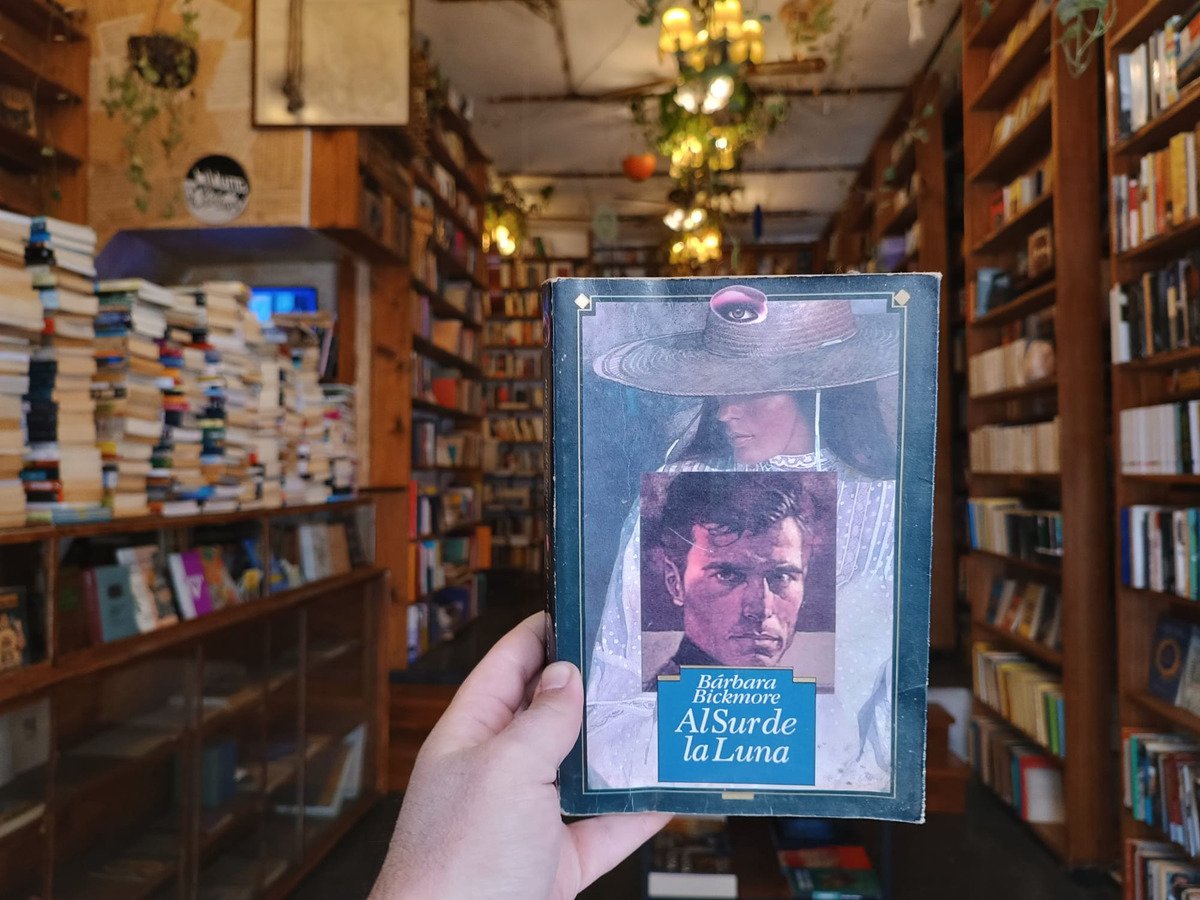 Bárbara
Bickmore
Al Sur de
la Luna